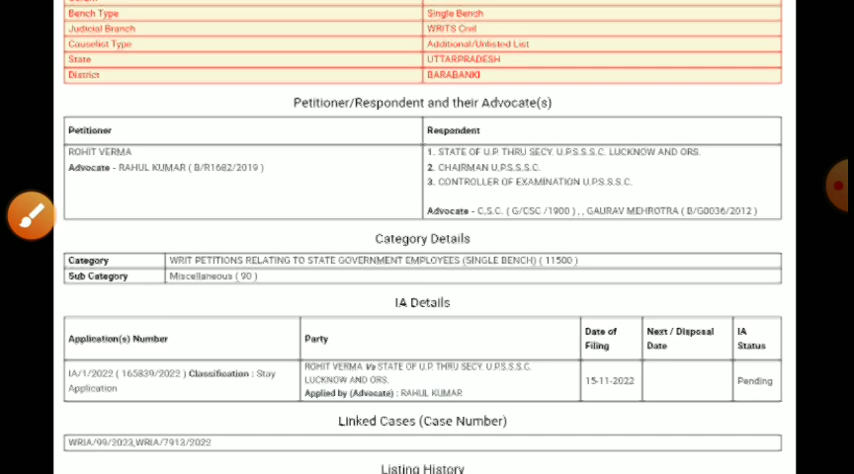 Bench Type Single Bench
Judicial Branch WRITS Civil
Causelist Type Additional/Unlisted List
State UTTARPRADESH
District BARABANKI
Petitioner/Respondent and their Advocate(s)
Petitioner Respondent
ROHIT VERMA
Advocate - RAHUL KUMAR ( B/R1682/2019 )
1. STATE OF U.P. THRU SECY. U.P.S.S.S.C. LUCKNOW AND ORS.
2. CHAIRMAN U.P.S.S.S.C.
3. CONTROLLER OF EXAMINATION U.P.S.S.S.C.
Advocate - C.S.C. ( G/CSC /1900 ) , , GAURAV MEHROTRA ( B/G0036/2012 )
Category Details
Category WRIT PETITIONS RELATING TO STATE GOVERNMENT EMPLOYEES (SINGLE BENCH) ( 11500 )
Sub Category Miscellaneous ( 90 )
IA Details
Application(s) Number Party Date of Filing Next / Disposal Date IA Status
IA/1/2022 ( 165839/2022 ) Classification : Stay
Application
ROHIT VERMA Vs STATE OF U.P. THRU SECY. U.P.S.S.S.C.
LUCKNOW AND ORS.
Applied by (Advocate) : RAHUL KUMAR
15-11-2022
Pending
Linked Cases (Case Number)
WRIA/99/2023,WRIA/7913/2022
Listing History